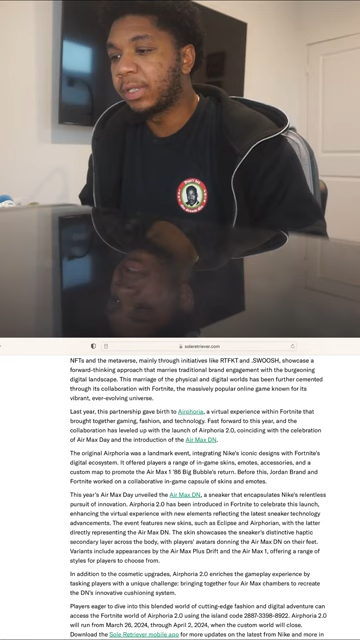 soleretriever.com
NFTs and the metaverse, mainly through initiatives like RTFKT and .SWOOSH, showcase a
forward-thinking approach that marries traditional brand engagement with the burgeoning
digital landscape. This marriage of the physical and digital worlds has been further cemented
through its collaboration with Fortnite, the massively popular online game known for its
vibrant, ever-evolving universe.
Last year, this partnership gave birth to Airphoria, a virtual experience within Fortnite that
brought together gaming, fashion, and technology. Fast forward to this year, and the
collaboration has leveled up with the launch of Airphoria 2.0, coinciding with the celebration
of Air Max Day and the introduction of the Air Max DN.
The original Airphoria was a landmark event, integrating Nike's iconic designs with Fortnite's
digital ecosystem. It offered players a range of in-game skins, emotes, accessories, and a
custom map to promote the Air Max 1 '86 Big Bubble's return. Before this, Jordan Brand and
Fortnite worked on a collaborative in-game capsule of skins and emotes.
This year's Air Max Day unveiled the Air Max DN, a sneaker that encapsulates Nike's relentless
pursuit of innovation. Airphoria 2.0 has been introduced in Fortnite to celebrate this launch,
enhancing the virtual experience with new elements reflecting the latest sneaker technology
advancements. The event features new skins, such as Eclipse and Airphorian, with the latter
directly representing the Air Max DN. The skin showcases the sneaker's distinctive haptic
secondary layer across the body, with players' avatars donning the Air Max DN on their feet.
Variants include appearances by the Air Max Plus Drift and the Air Max 1, offering a range of
styles for players to choose from.
In addition to the cosmetic upgrades, Airphoria 2.0 enriches the gameplay experience by
tasking players with a unique challenge: bringing together four Air Max chambers to recreate
the DN's innovative cushioning system.
Players eager to dive into this blended world of cutting-edge fashion and digital adventure can
access the Fortnite world of Airphoria 2.0 using the island code 2887-3398-8922. Airphoria 2.0
will run from March 26, 2024, through April 2, 2024, when the custom world will close.
Download the Sole Retriever mobile app for more updates on the latest from Nike and more in